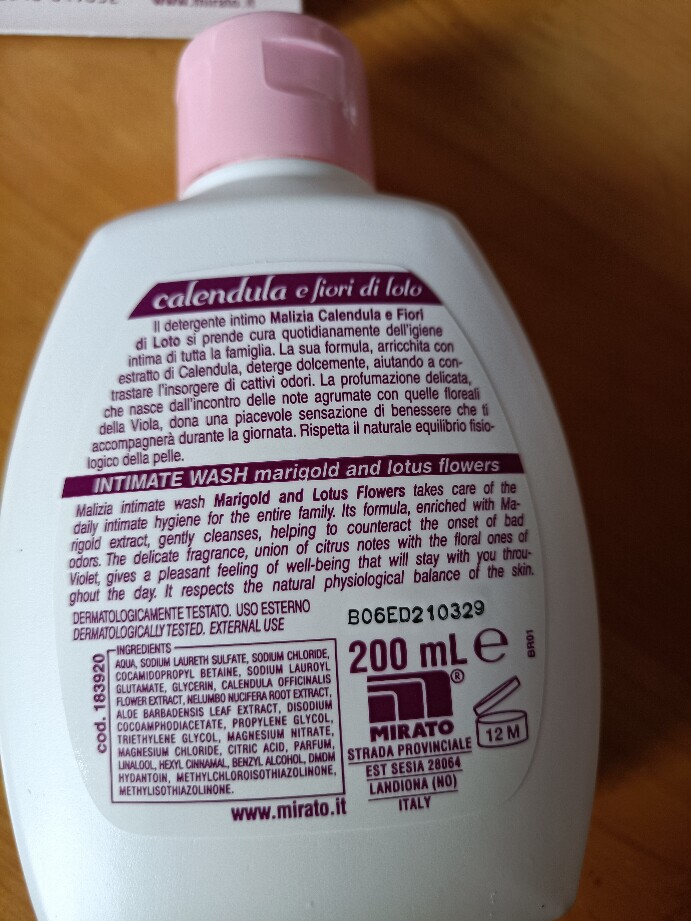 www.mirato.it
calendula e fiori di loto
Il detergente intimo Malizia Calendula e Fiori
di Loto si prende cura quotidianamente dell'igiene
intima di tutta la famiglia. La sua formula, arricchita con
estratto di Calendula, deterge dolcemente, aiutando a con-
trastare l'insorgere di cattivi odori. La profumazione delicata,
che nasce dall'incontro delle note agrumate con quelle floreali
della Viola, dona una piacevole sensazione di benessere che ti
accompagnerà durante la giornata. Rispetta il naturale equilibrio fisio-
logico della pelle.
INTIMATE WASH marigold and lotus flowers
Malizia intimate wash Marigold and Lotus Flowers takes care of the
daily intimate hygiene for the entire family. Its formula, enriched with Ma-
rigold extract, gently cleanses, helping to counteract the onset of bad
odors. The delicate fragrance, union of citrus notes with the floral ones of
Violet, gives a pleasant feeling of well-being that will stay with you throu-
ghout the day. It respects the natural physiological balance of the skin.
DERMATOLOGICAMENTE TESTATO. USO ESTERNO
DERMATOLOGICALLY TESTED. EXTERNAL USE
B06ED210329
cod. 183920
INGREDIENTS
AQUA, SODIUM LAURETH SULFATE, SODIUM CHLORIDE,
COCAMIDOPROPYL BETAINE, SODIUM LAUROYL
GLUTAMATE, GLYCERIN, CALENDULA OFFICINALIS
FLOWER EXTRACT, NELUMBO NUCIFERA ROOT EXTRACT,
ALOE BARBADENSIS LEAF EXTRACT, DISODIUM
COCOAMPHODIACETATE, PROPYLENE GLYCOL,
TRIETHYLENE GLYCOL, MAGNESIUM NITRATE,
MAGNESIUM CHLORIDE, CITRIC ACID, PARFUM,
LINALOOL, HEXYL CINNAMAL, BENZYL ALCOHOL, DMDM
HYDANTOIN, METHYLCHLOROISOTHIAZOLINONE,
METHYLISOTHIAZOLINONE.
www.mirato.it
200 mL e
BR01
®
MIRATO
12 M
STRADA PROVINCIALE
EST SESIA 28064
LANDIONA (NO)
ITALY